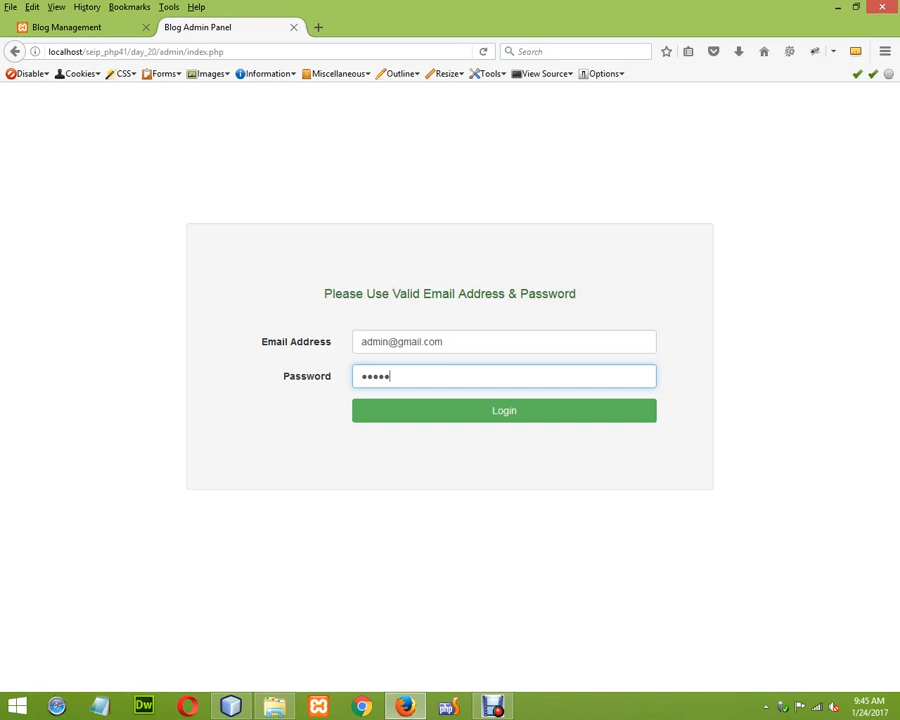 File Edit View History Bookmarks Tools Help
Blog Management Blog Admin Panel
localhost/seip_php41/day_20/admin/index.php Search
Disable Cookies CSS Forms Images Information Miscellaneous Outline Resize Tools View Source Options
Please Use Valid Email Address & Password
Email Address admin@gmail.com
Password •••••
Login
Dw php 9:45 AM
1/24/2017